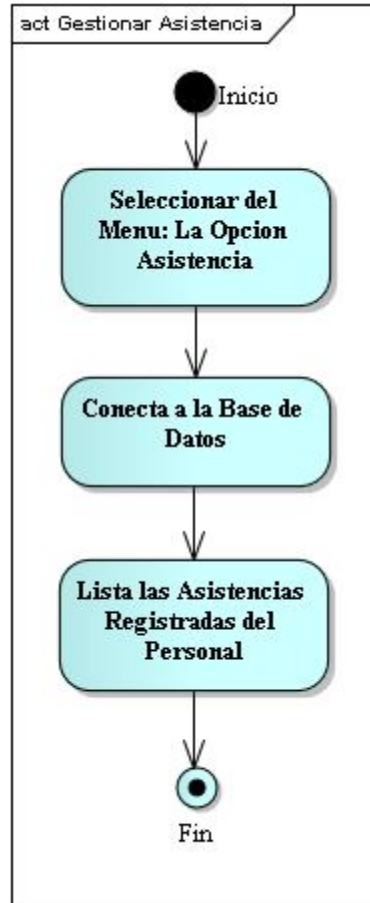 act Gestionar Asistencia
Inicio
Seleccionar del
Menu: La Opcion
Asistencia
Conecta a la Base de
Datos
Lista las Asistencias
Registradas del
Personal
Fin